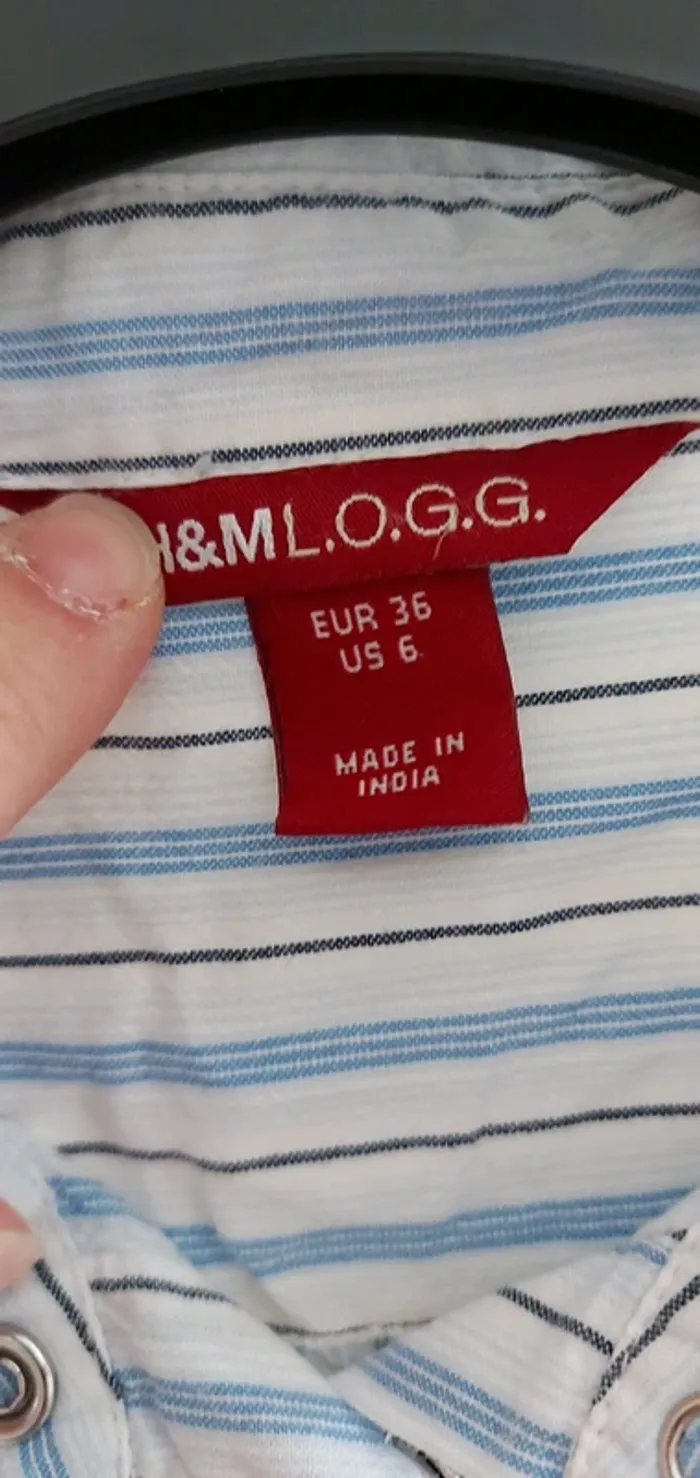 H&M L.O.G.G.
EUR 36
US 6
MADE IN
INDIA